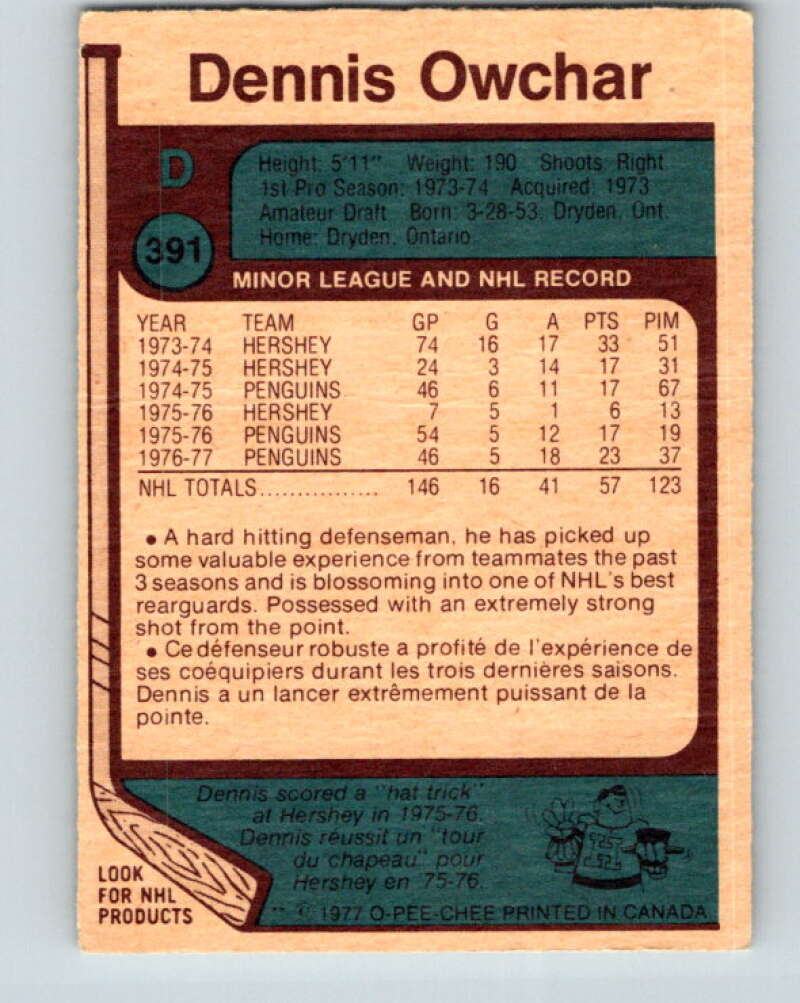 Dennis Owchar
D
391
Height: 5'11" Weight: 190 Shoots: Right
1st Pro Season: 1973-74 Acquired: 1973
Amateur Draft Born: 3-28-53, Dryden, Ont.
Home: Dryden, Ontario
MINOR LEAGUE AND NHL RECORD
YEAR TEAM GP G A PTS PIM
1973-74 HERSHEY 74 16 17 33 51
1974-75 HERSHEY 24 3 14 17 31
1974-75 PENGUINS 46 6 11 17 67
1975-76 HERSHEY 7 5 1 6 13
1975-76 PENGUINS 54 5 12 17 19
1976-77 PENGUINS 46 5 18 23 37
NHL TOTALS................ 146 16 41 57 123
• A hard hitting defenseman, he has picked up
some valuable experience from teammates the past
3 seasons and is blossoming into one of NHL's best
rearguards. Possessed with an extremely strong
shot from the point.
• Ce défenseur robuste a profité de l'expérience de
ses coéquipiers durant les trois dernières saisons.
Dennis a un lancer extrêmement puissant de la
pointe.
Dennis scored a "hat trick"
at Hershey in 1975-76.
Dennis réussit un "tour
du chapeau" pour
Hershey en 75-76.
LOOK
FOR NHL
PRODUCTS
** © 1977 O-PEE-CHEE PRINTED IN CANADA